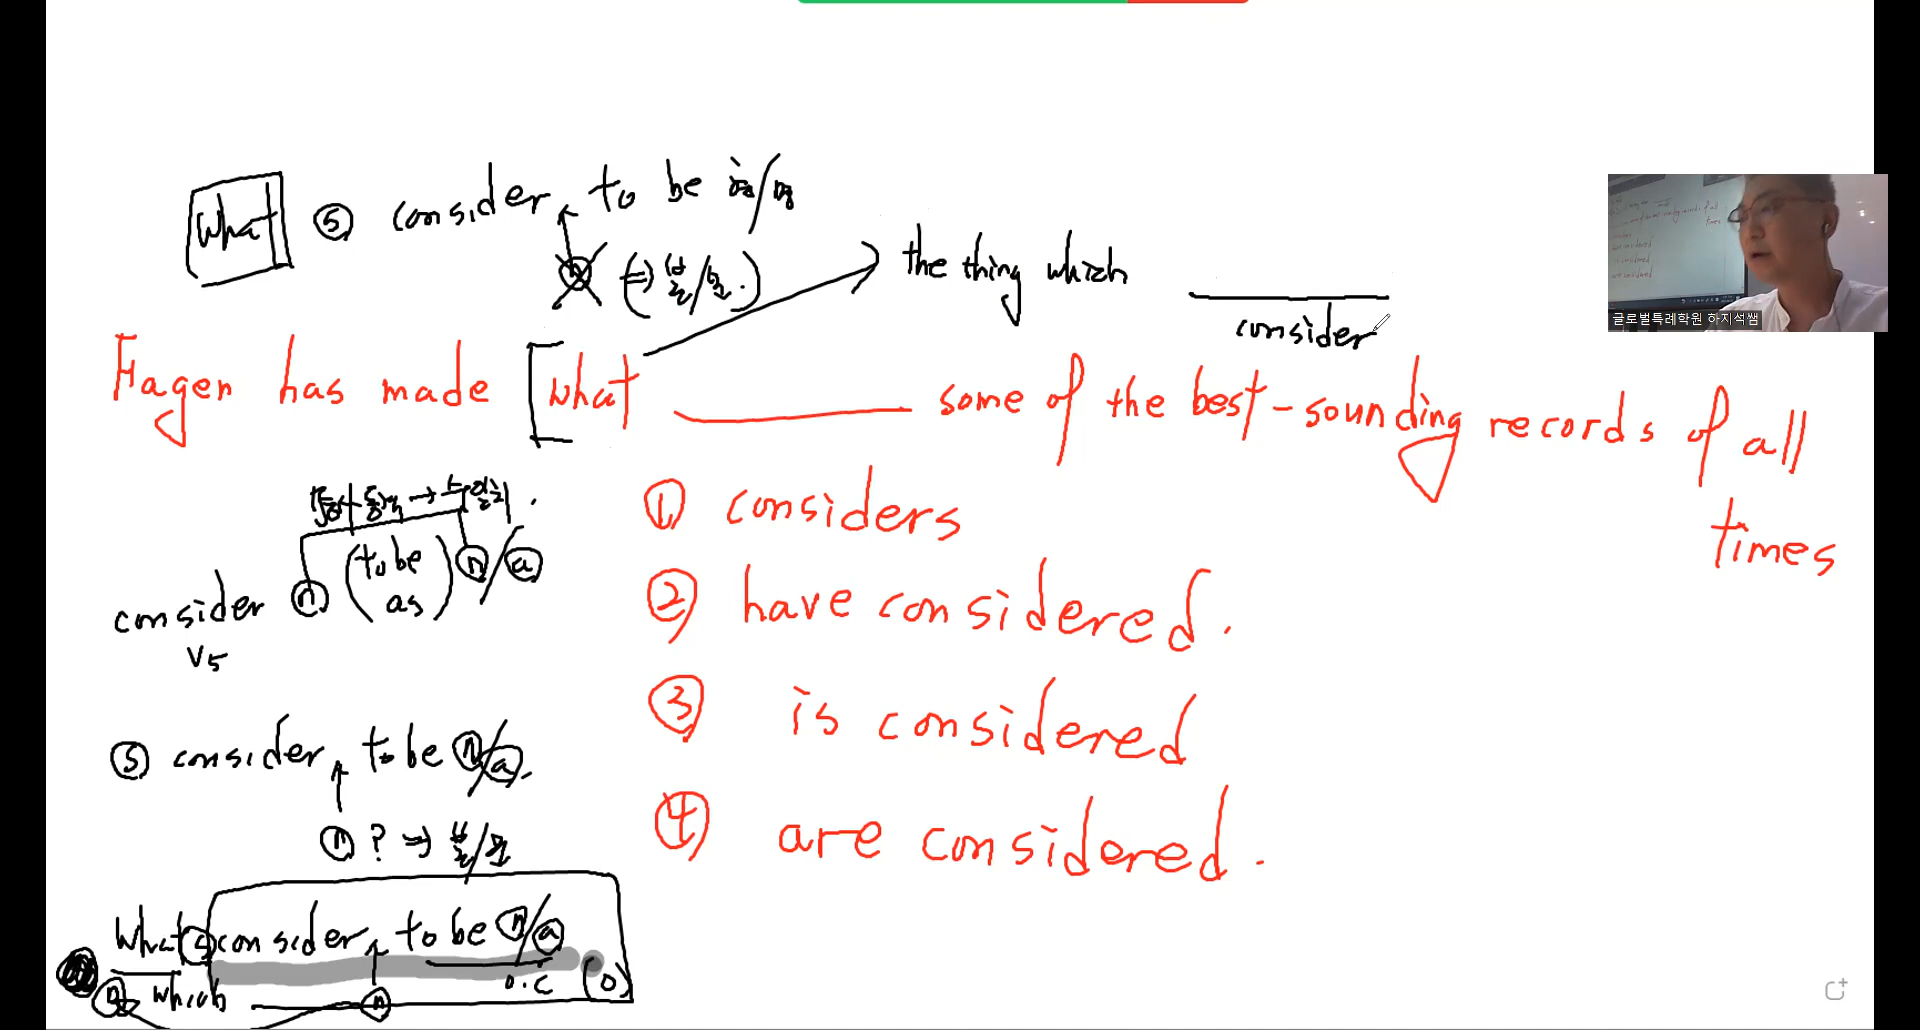 What ⑤ consider to be
the thing which
n (⇒ )
consider
글로벌특례학원 하지석쌤
Fagen has made [what ______ some of the best-sounding records of all
times
① considers
② have considered.
③ is considered
④ are considered.
consider n (to be as) n/a
V5
⑤ consider to be n/a.
n ? ⇒
What consider to be n/a
which n o.c (o)